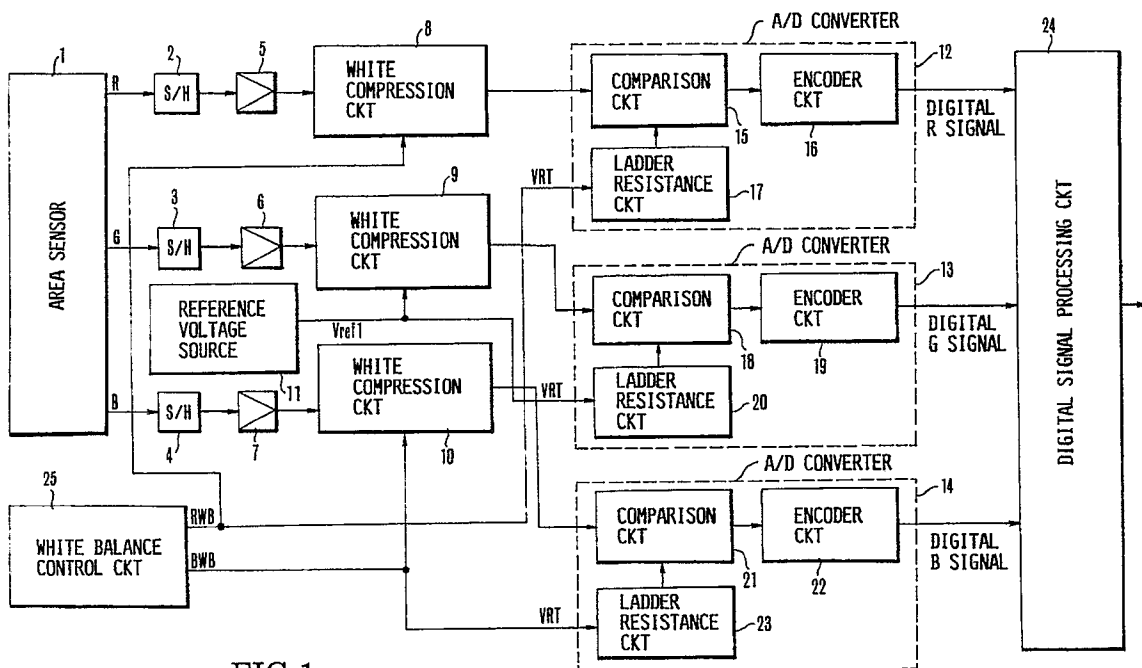 A/D CONVERTER
1
AREA SENSOR
R
2
S/H
5
8
WHITE
COMPRESSION
CKT
12
COMPARISON
CKT
15
ENCODER
CKT
16
LADDER
RESISTANCE
CKT
17
VRT
DIGITAL
R SIGNAL
24
DIGITAL SIGNAL PROCESSING CKT
G
3
S/H
6
9
WHITE
COMPRESSION
CKT
A/D CONVERTER
13
COMPARISON
CKT
18
ENCODER
CKT
19
LADDER
RESISTANCE
CKT
20
VRT
DIGITAL
G SIGNAL
REFERENCE
VOLTAGE
SOURCE
11
Vref1
B
S/H
4
7
WHITE
COMPRESSION
CKT
10
A/D CONVERTER
14
COMPARISON
CKT
21
ENCODER
CKT
22
LADDER
RESISTANCE
CKT
23
VRT
DIGITAL
B SIGNAL
25
WHITE BALANCE
CONTROL CKT
RWB
BWB